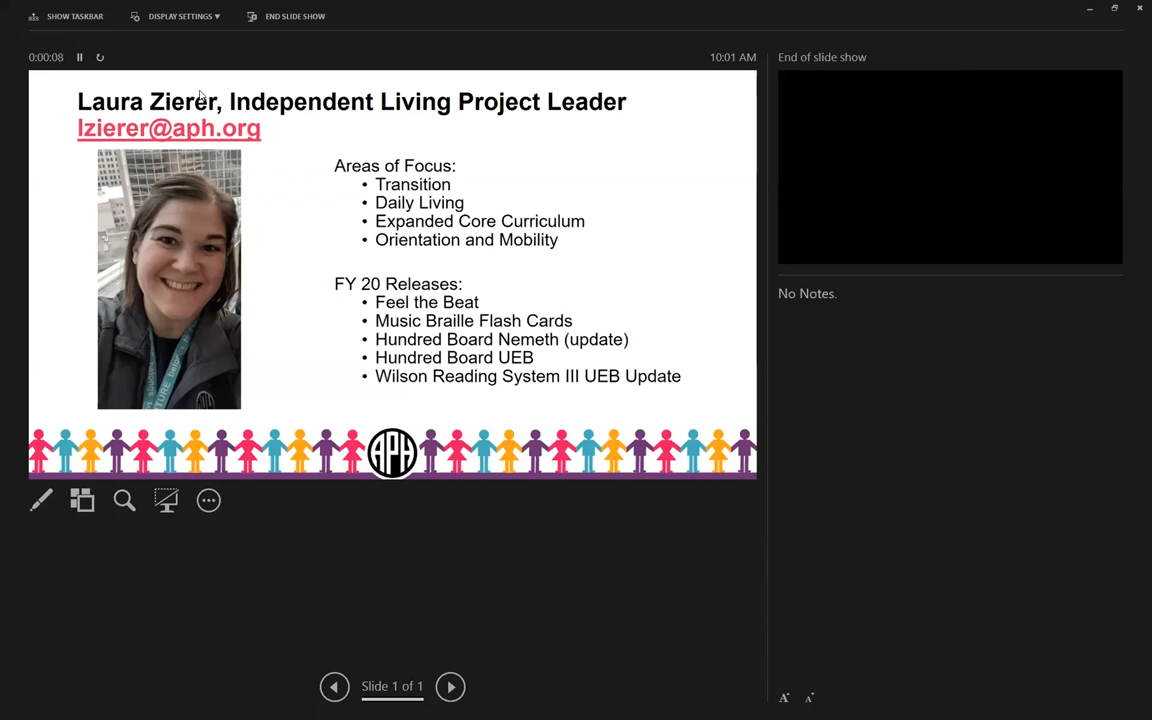 SHOW TASKBAR
DISPLAY SETTINGS ▼
END SLIDE SHOW
0:00:08
10:01 AM
Laura Zierer, Independent Living Project Leader
lzierer@aph.org
Areas of Focus:
• Transition
• Daily Living
• Expanded Core Curriculum
• Orientation and Mobility
FY 20 Releases:
• Feel the Beat
• Music Braille Flash Cards
• Hundred Board Nemeth (update)
• Hundred Board UEB
• Wilson Reading System III UEB Update
APH
Slide 1 of 1
End of slide show
No Notes.
A A